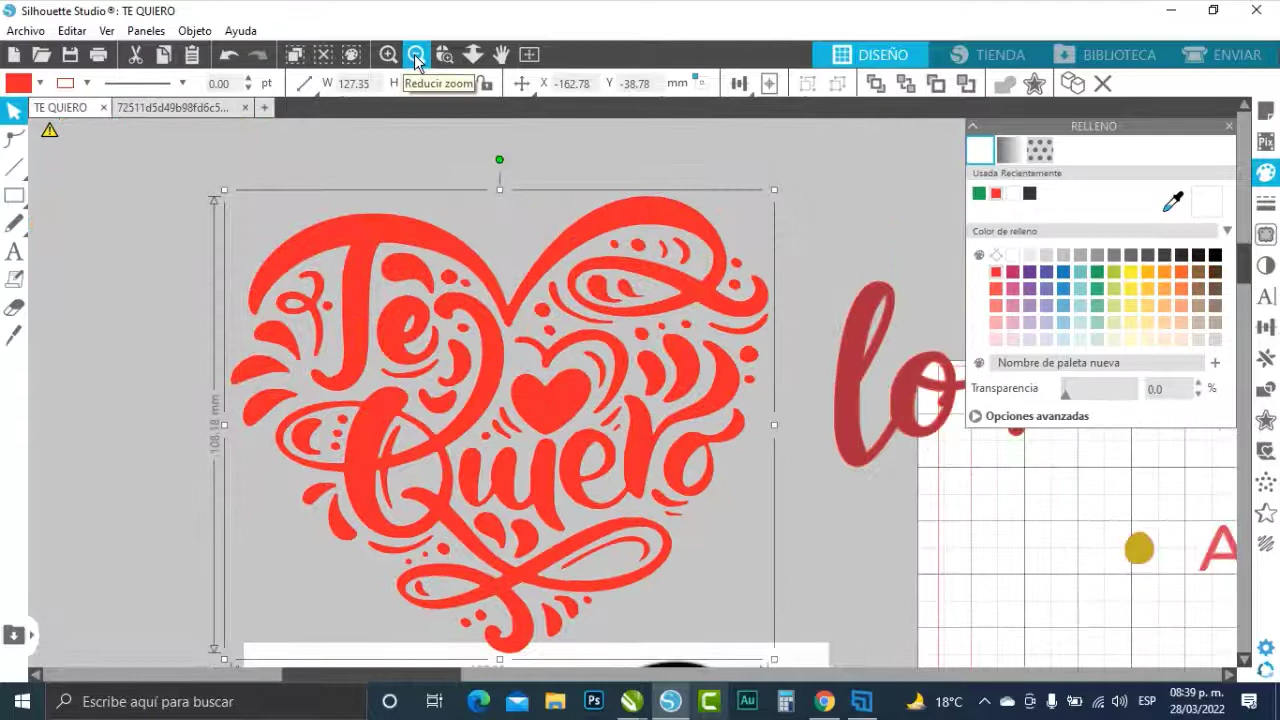 Silhouette Studio®: TE QUIERO
Archivo Editar Ver Paneles Objeto Ayuda
DISEÑO TIENDA BIBLIOTECA ENVIAR
0.00 pt W 127.35 H X -162.78 Y -38.78 mm
Reducir zoom
TE QUIERO 72511d5d49b98fd6c5...
RELLENO
Usada Recientemente
Color de relleno
Nombre de paleta nueva
Transparencia 0.0 %
Opciones avanzadas
108.18 mm
Te
Quiero
lo
A
Escribe aquí para buscar
18°C ESP
08:39 p. m.
28/03/2022